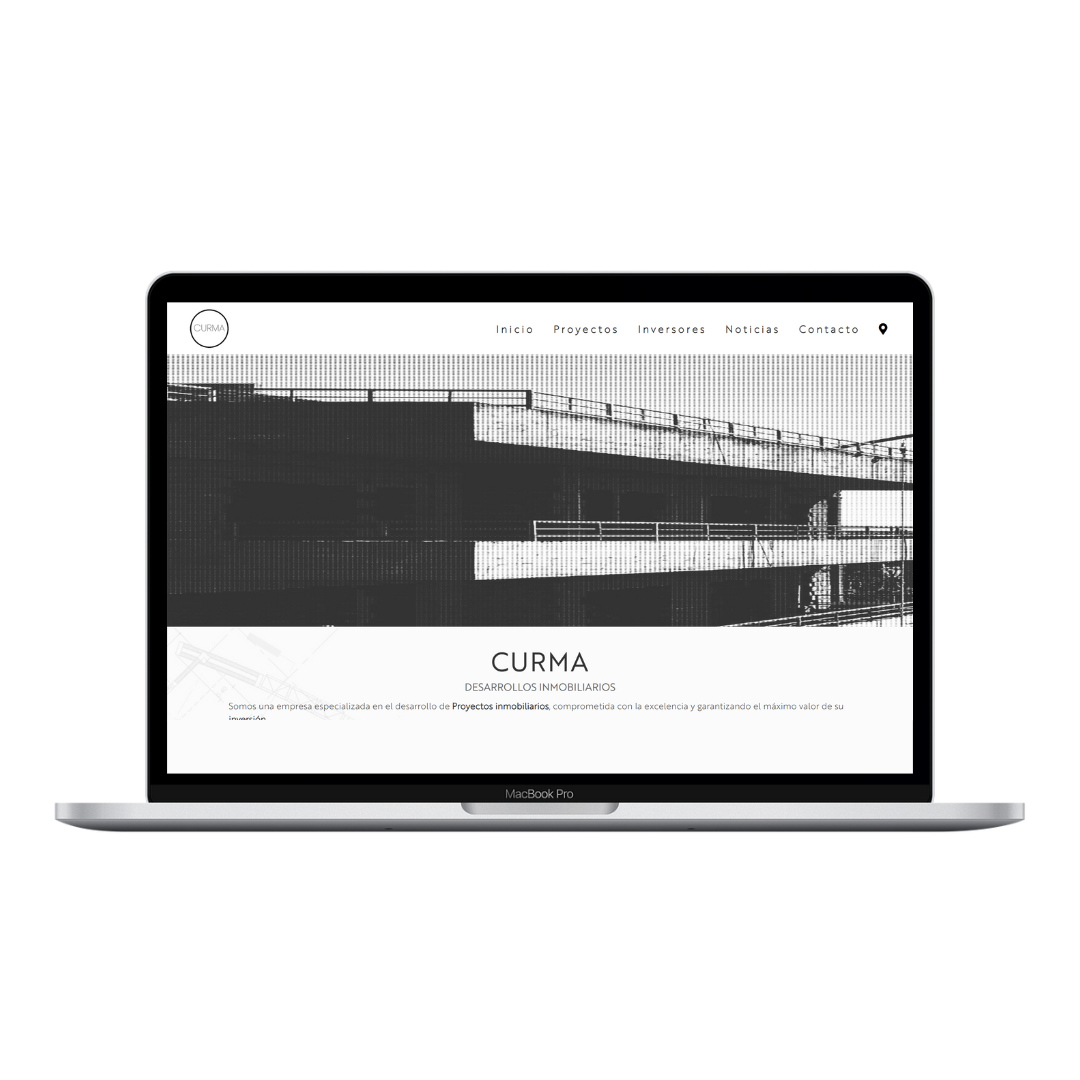 CURMA
Inicio Proyectos Inversores Noticias Contacto
CURMA
DESARROLLOS INMOBILIARIOS
Somos una empresa especializada en el desarrollo de Proyectos inmobiliarios, comprometida con la excelencia y garantizando el máximo valor de su
inversión
MacBook Pro